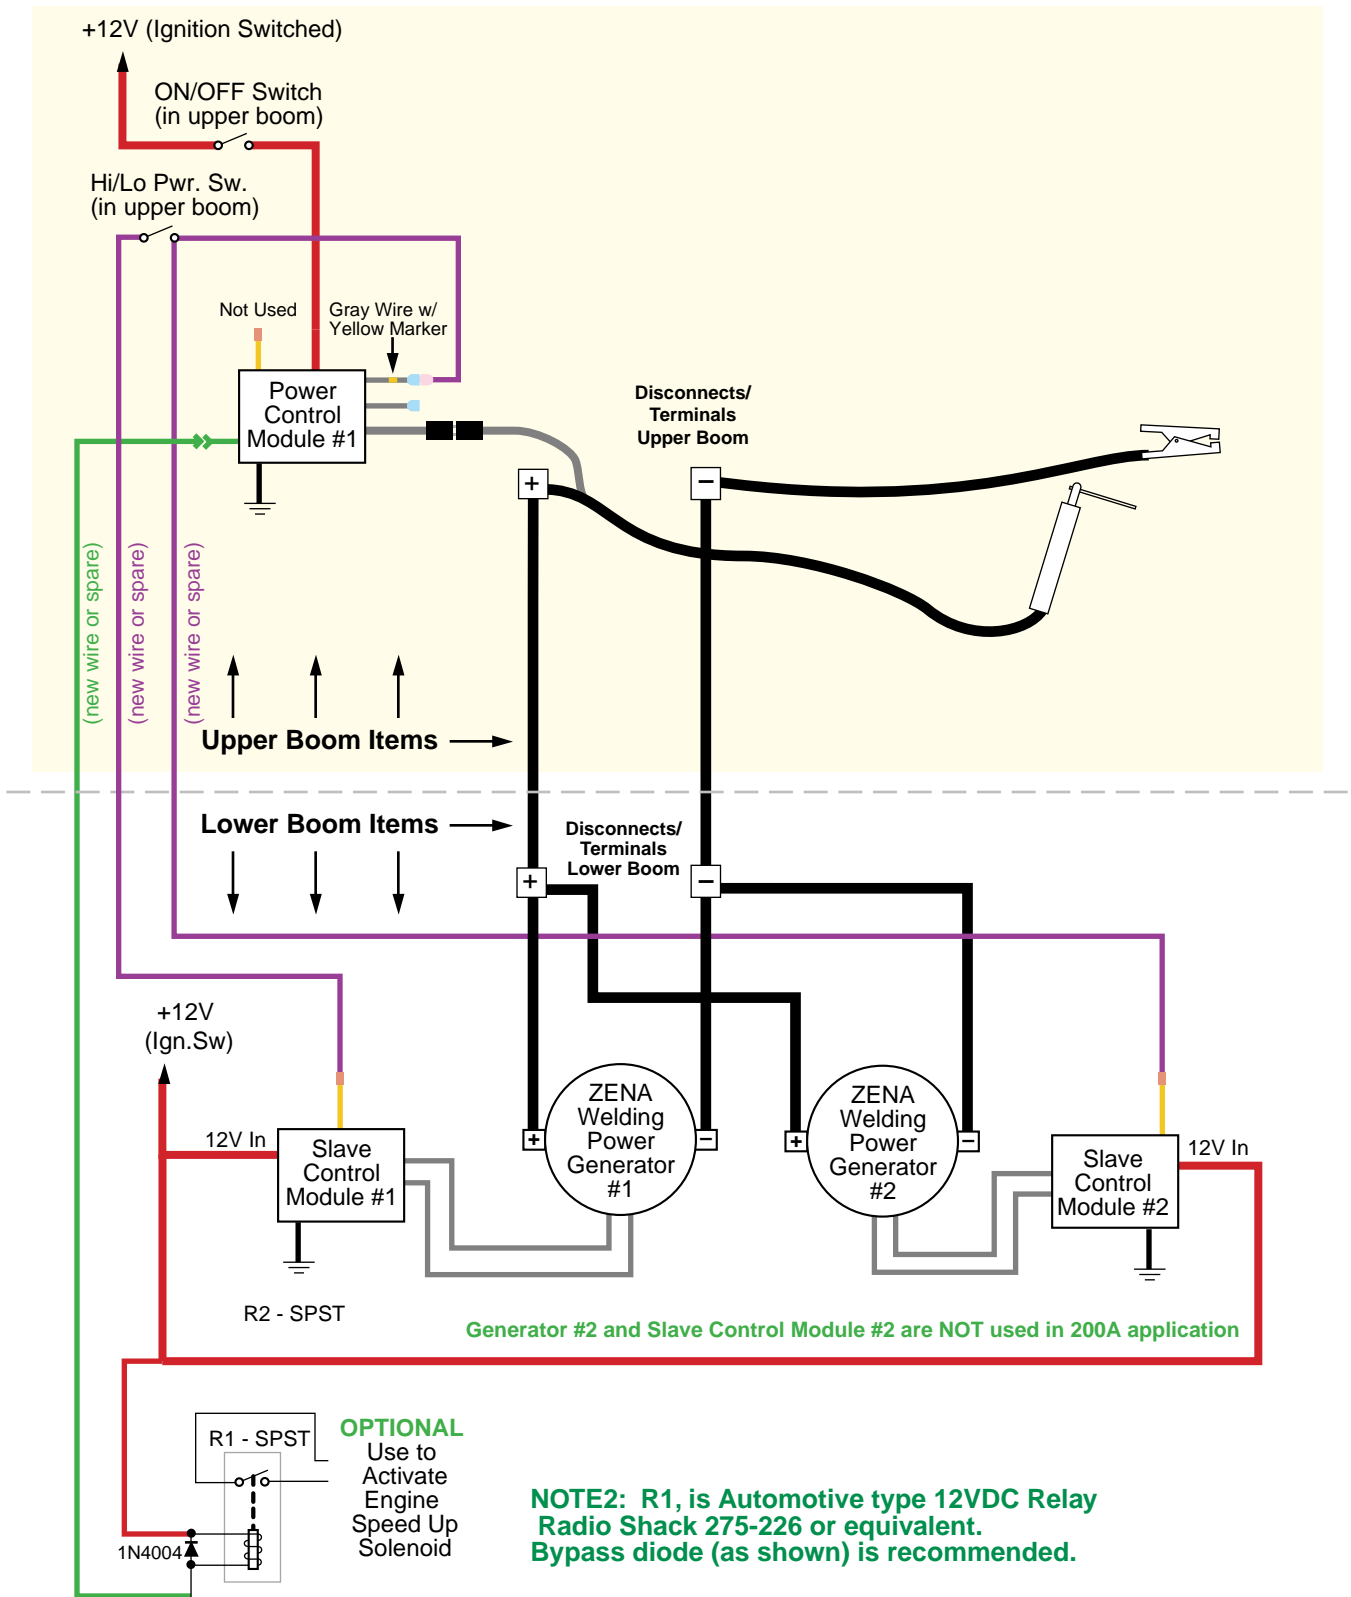 +12V (Ignition Switched)
ON/OFF Switch
(in upper boom)
Hi/Lo Pwr. Sw.
(in upper boom)
Not Used
Gray Wire w/
Yellow Marker
Power
Control
Module #1
Disconnects/
Terminals
Upper Boom
+
−
(new wire or spare)
(new wire or spare)
(new wire or spare)
Upper Boom Items
Lower Boom Items
Disconnects/
Terminals
Lower Boom
+
−
+12V
(Ign.Sw)
12V In
Slave
Control
Module #1
+
ZENA
Welding
Power
Generator
#1
−
+
ZENA
Welding
Power
Generator
#2
−
Slave
Control
Module #2
12V In
R2 - SPST
Generator #2 and Slave Control Module #2 are NOT used in 200A application
R1 - SPST
1N4004
OPTIONAL
Use to
Activate
Engine
Speed Up
Solenoid
NOTE2:  R1, is Automotive type 12VDC Relay
Radio Shack 275-226 or equivalent.
Bypass diode (as shown) is recommended.